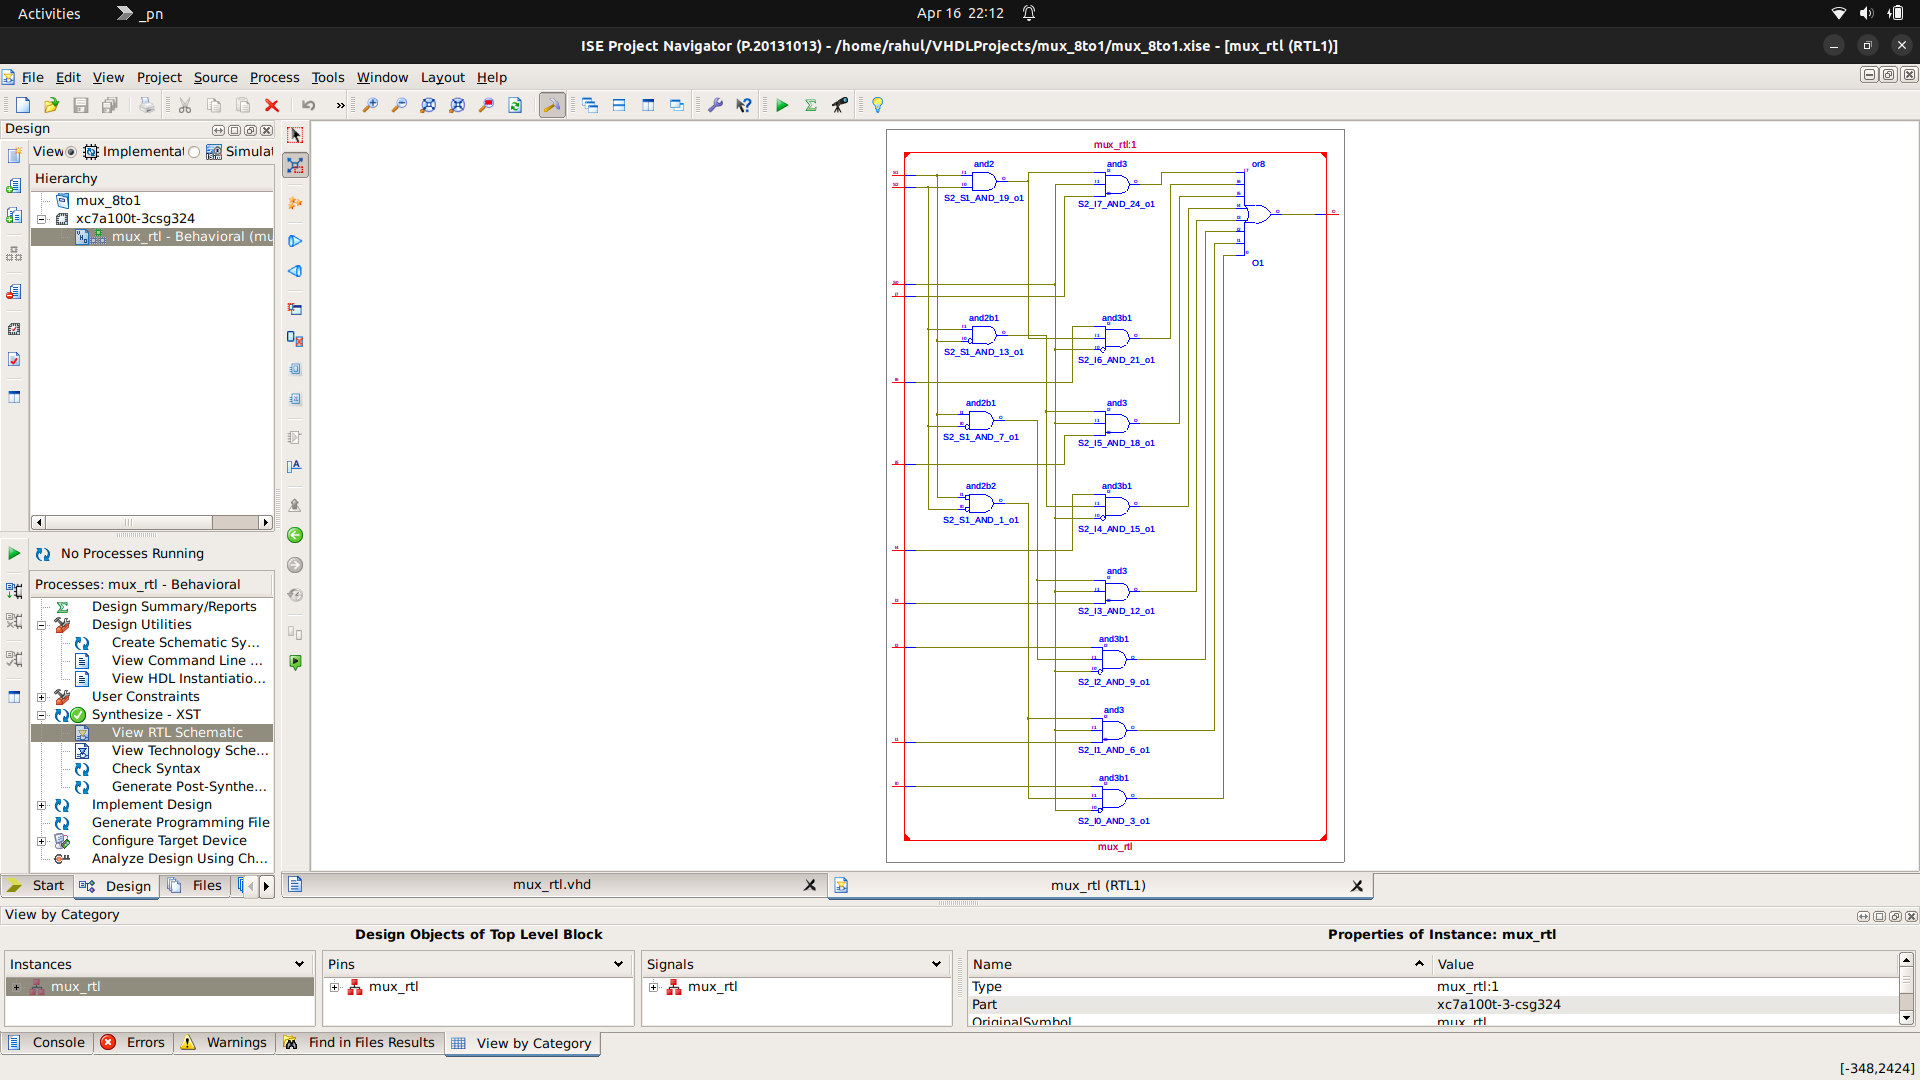 Activities
_pn
Apr 16 22:12
ISE Project Navigator (P.20131013) - /home/rahul/VHDLProjects/mux_8to1/mux_8to1.xise - [mux_rtl (RTL1)]
File Edit View Project Source Process Tools Window Layout Help
Design
View Implementat Simulat
Hierarchy
mux_8to1
xc7a100t-3csg324
mux_rtl - Behavioral (mu
No Processes Running
Processes: mux_rtl - Behavioral
Design Summary/Reports
Design Utilities
Create Schematic Sy...
View Command Line ...
View HDL Instantiatio...
User Constraints
Synthesize - XST
View RTL Schematic
View Technology Sche...
Check Syntax
Generate Post-Synthe...
Implement Design
Generate Programming File
Configure Target Device
Analyze Design Using Ch...
Start Design Files
mux_rtl:1
and2 and3 or8
S2_S1_AND_19_o1 S2_I7_AND_24_o1
O1
and2b1 and3b1
S2_S1_AND_13_o1 S2_I6_AND_21_o1
and2b1 and3
S2_S1_AND_7_o1 S2_I5_AND_18_o1
and2b2 and3b1
S2_S1_AND_1_o1 S2_I4_AND_15_o1
and3
S2_I3_AND_12_o1
and3b1
S2_I2_AND_9_o1
and3
S2_I1_AND_6_o1
and3b1
S2_I0_AND_3_o1
mux_rtl
mux_rtl.vhd
mux_rtl (RTL1)
View by Category
Design Objects of Top Level Block
Properties of Instance: mux_rtl
Instances
mux_rtl
Pins
mux_rtl
Signals
mux_rtl
Name Value
Type mux_rtl:1
Part xc7a100t-3-csg324
OriginalSymbol mux_rtl
Console Errors Warnings Find in Files Results View by Category
[-348,2424]